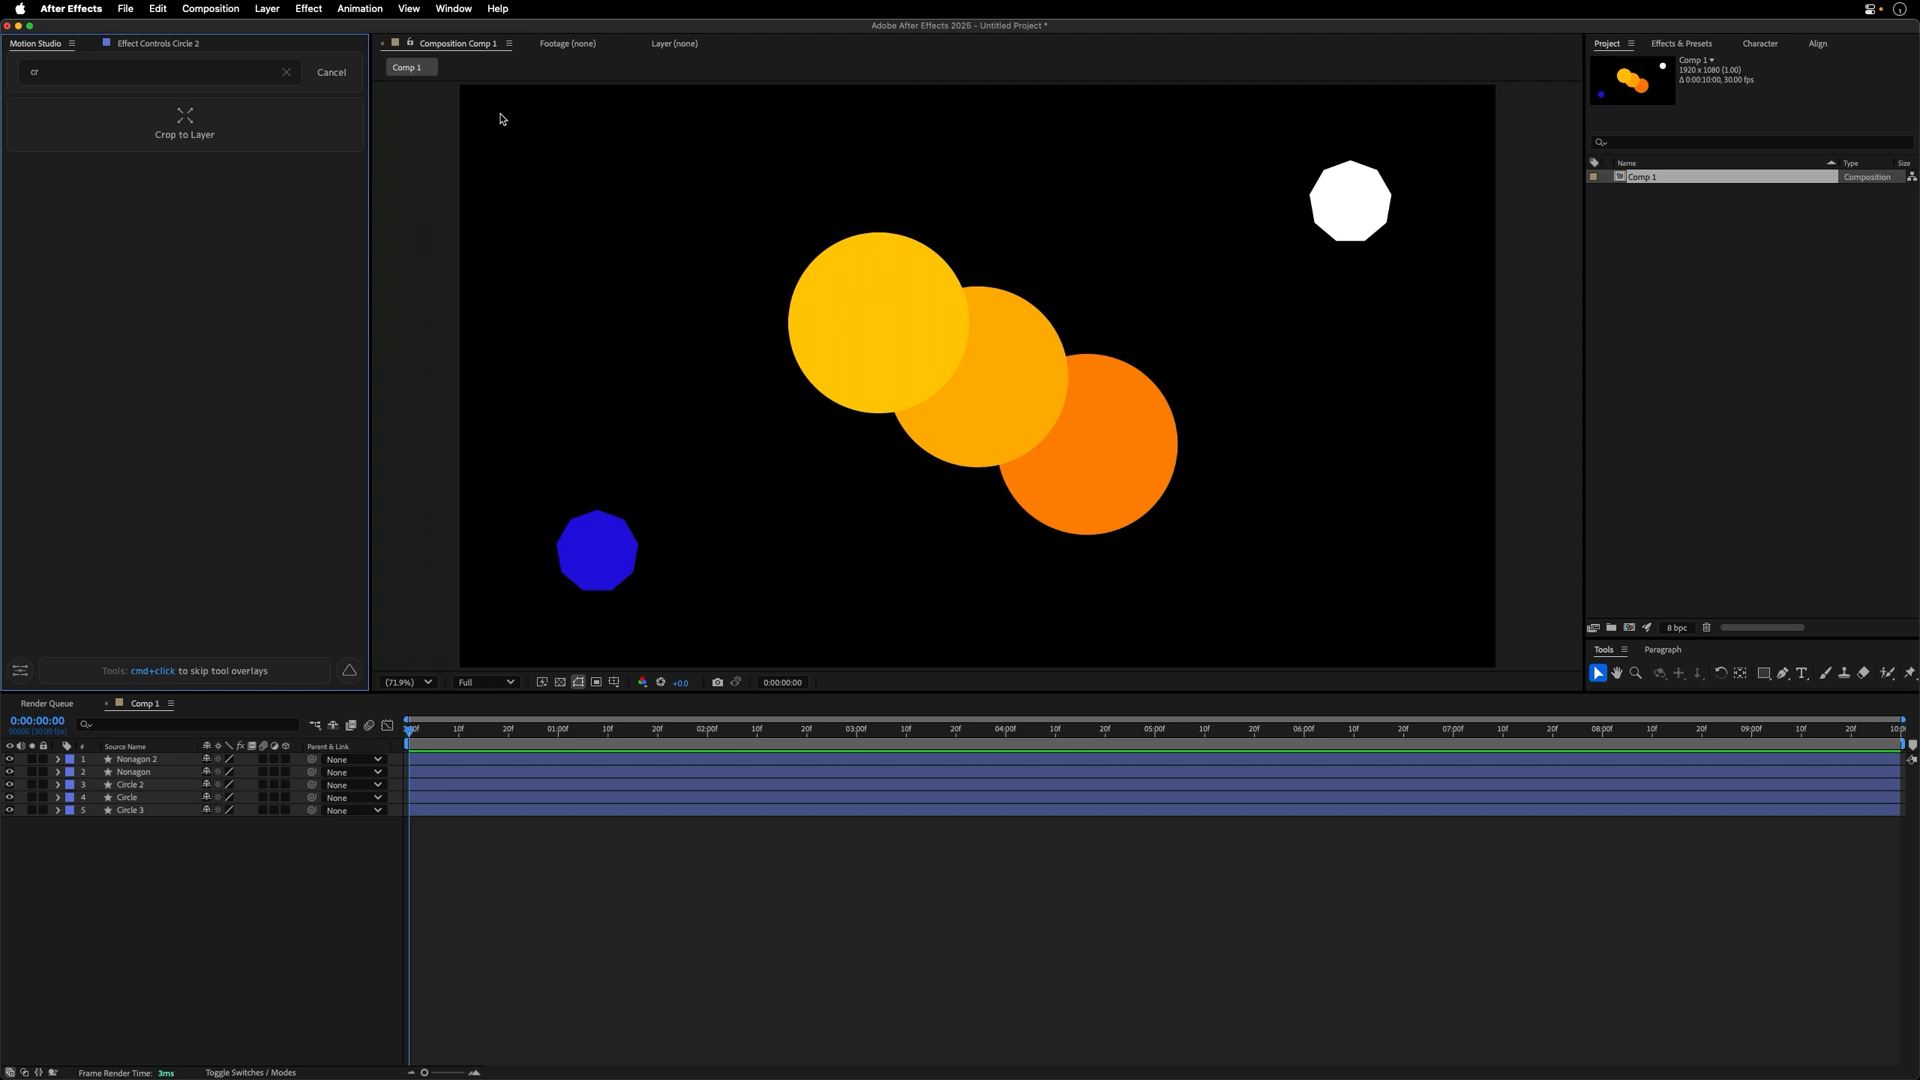 After Effects File Edit Composition Layer Effect Animation View Window Help
Adobe After Effects 2025 - Untitled Project *
Motion Studio
Effect Controls Circle 2
cr
Cancel
Crop to Layer
Tools: cmd+click to skip tool overlays
Composition Comp 1
Footage (none)
Layer (none)
Comp 1
(71.9%)
Full
+0.0
0:00:00:00
Project
Effects & Presets
Character
Align
Comp 1
1920 x 1080 (1.00)
Δ 0:00:10:00, 30.00 fps
Name
Type
Size
Comp 1
Composition
8 bpc
Tools
Paragraph
Render Queue
Comp 1
0:00:00:00
00000 (30.00 fps)
# Source Name
Parent & Link
1 Nonagon 2 None
2 Nonagon None
3 Circle 2 None
4 Circle None
5 Circle 3 None
10f 20f 01:00f 10f 20f 02:00f 10f 20f 03:00f 10f 20f 04:00f 10f 20f 05:00f 10f 20f 06:00f 10f 20f 07:00f 10f 20f 08:00f 10f 20f 09:00f 10f 20f
Frame Render Time: 3ms
Toggle Switches / Modes